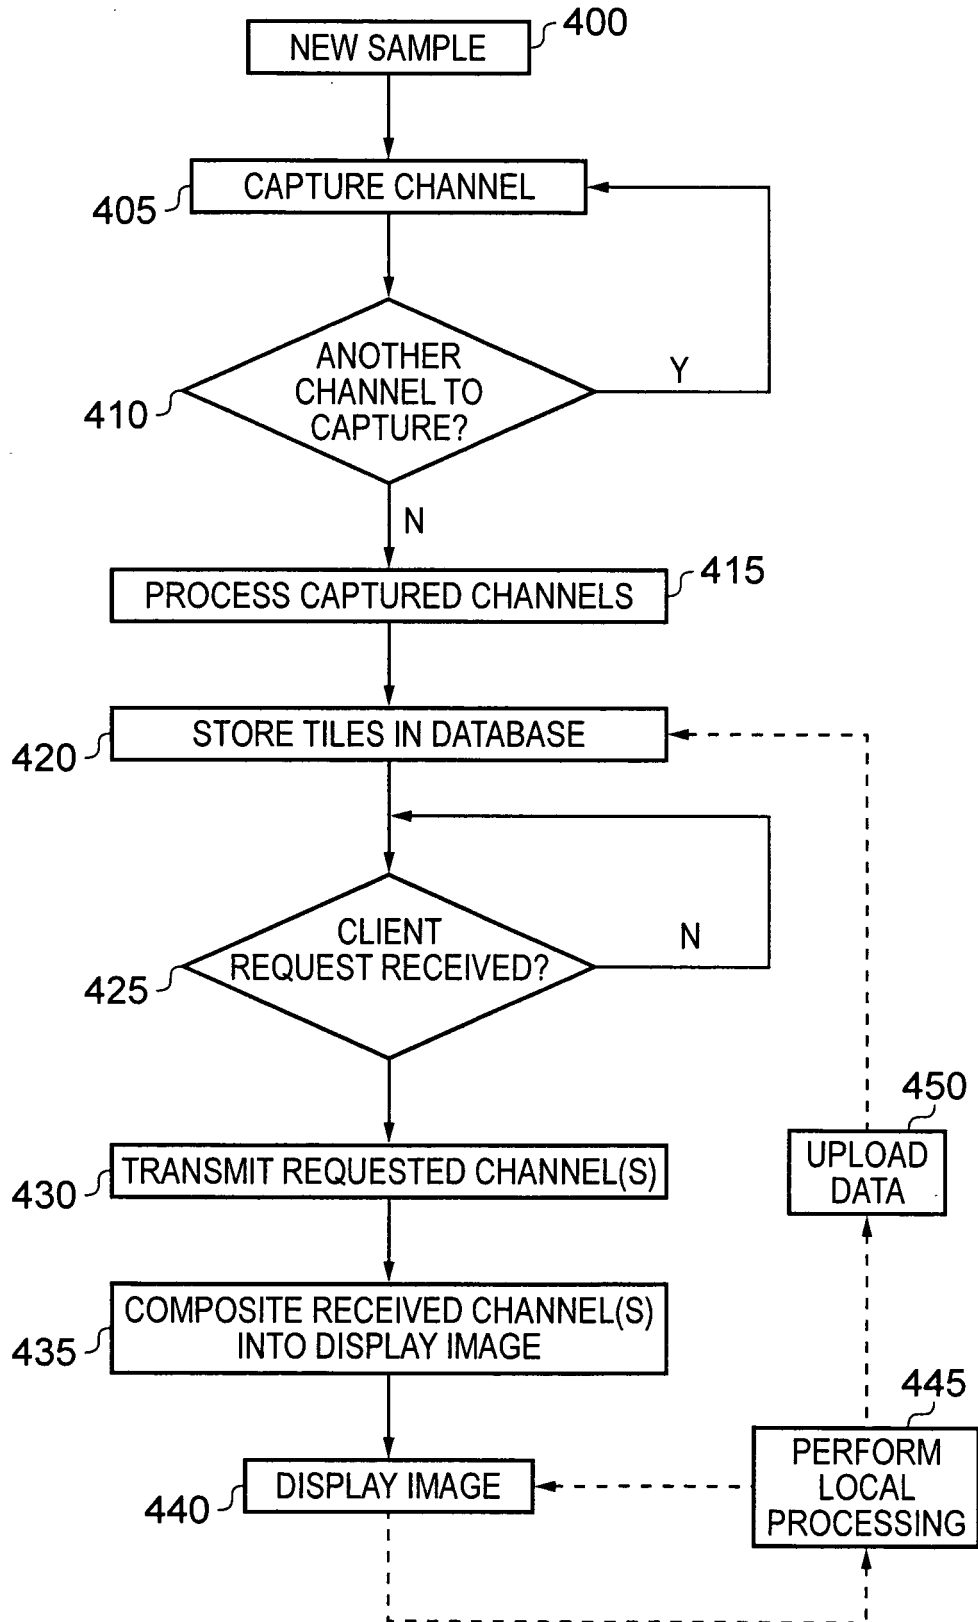 NEW SAMPLE
400
CAPTURE CHANNEL
405
ANOTHER
CHANNEL TO
CAPTURE?
410
Y
N
PROCESS CAPTURED CHANNELS
415
STORE TILES IN DATABASE
420
CLIENT
REQUEST RECEIVED?
425
N
TRANSMIT REQUESTED CHANNEL(S)
430
450
UPLOAD
DATA
COMPOSITE RECEIVED CHANNEL(S)
INTO DISPLAY IMAGE
435
DISPLAY IMAGE
440
445
PERFORM
LOCAL
PROCESSING